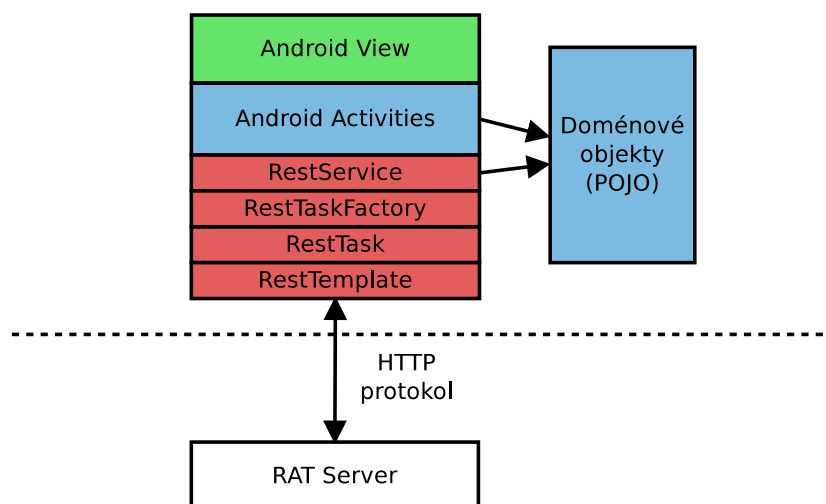 Android View
Android Activities
Doménové
objekty
(POJO)
RestService
RestTaskFactory
RestTask
RestTemplate
HTTP
protokol
RAT Server